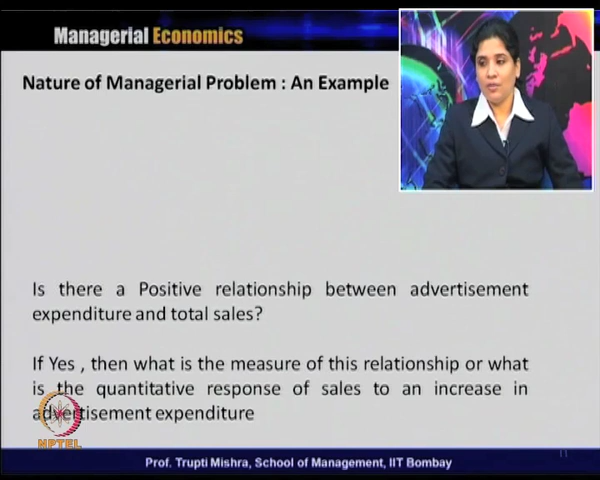 Managerial Economics
Nature of Managerial Problem : An Example
Is there a Positive relationship between advertisement
expenditure and total sales?
If Yes , then what is the measure of this relationship or what
is the quantitative response of sales to an increase in
advertisement expenditure
NPTEL
Prof. Trupti Mishra, School of Management, IIT Bombay
11